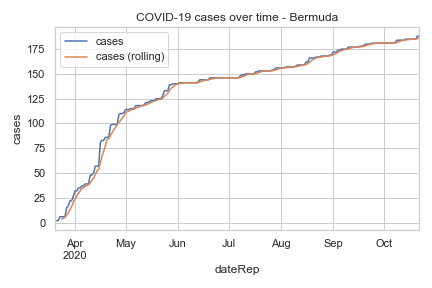 COVID-19 cases over time - Bermuda
cases
cases (rolling)
175
150
125
100
75
50
25
0
cases
Apr
2020
May
Jun
Jul
Aug
Sep
Oct
dateRep